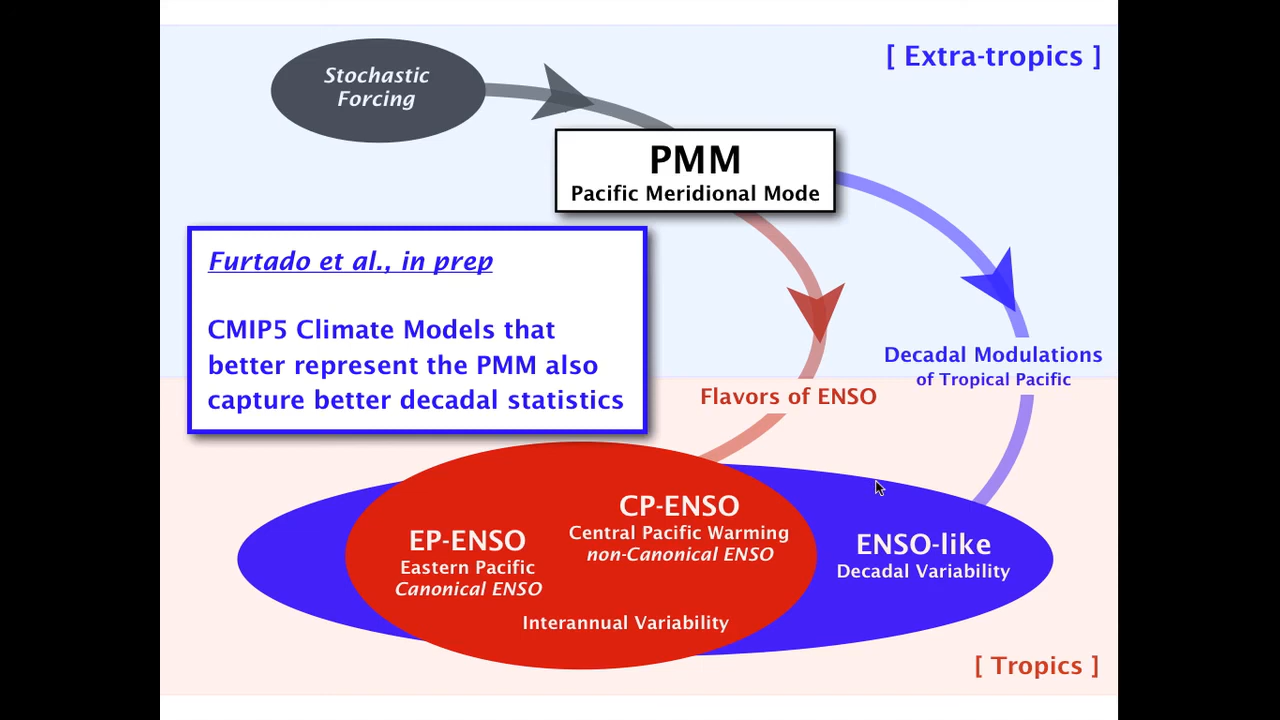 [ Extra-tropics ]
Stochastic
Forcing
PMM
Pacific Meridional Mode
Furtado et al., in prep
CMIP5 Climate Models that
better represent the PMM also
capture better decadal statistics
Decadal Modulations
of Tropical Pacific
Flavors of ENSO
CP-ENSO
Central Pacific Warming
non-Canonical ENSO
EP-ENSO
Eastern Pacific
Canonical ENSO
ENSO-like
Decadal Variability
Interannual Variability
[ Tropics ]